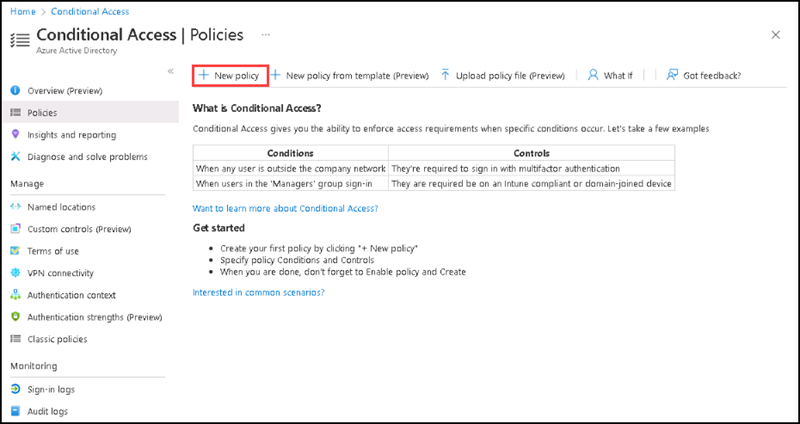 Home > Conditional Access
Conditional Access | Policies ...
Azure Active Directory
«
Overview (Preview)
Policies
Insights and reporting
Diagnose and solve problems
Manage
Named locations
Custom controls (Preview)
Terms of use
VPN connectivity
Authentication context
Authentication strengths (Preview)
Classic policies
Monitoring
Sign-in logs
Audit logs
New policy New policy from template (Preview) Upload policy file (Preview) What If Got feedback?
What is Conditional Access?
Conditional Access gives you the ability to enforce access requirements when specific conditions occur. Let's take a few examples
Conditions Controls
When any user is outside the company network They're required to sign in with multifactor authentication
When users in the 'Managers' group sign-in They are required be on an Intune compliant or domain-joined device
Want to learn more about Conditional Access?
Get started
• Create your first policy by clicking "+ New policy"
• Specify policy Conditions and Controls
• When you are done, don't forget to Enable policy and Create
Interested in common scenarios?